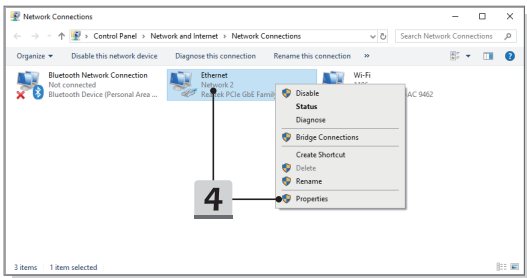 Network Connections
Control Panel > Network and Internet > Network Connections
Search Network Connections
Organize Disable this network device Diagnose this connection Rename this connection »
Bluetooth Network Connection
Not connected
Bluetooth Device (Personal Area ...
Ethernet
Network 2
Realtek PCIe GbE Family
Wi-Fi
AC 9462
Disable
Status
Diagnose
Bridge Connections
Create Shortcut
Delete
Rename
Properties
4
3 items 1 item selected